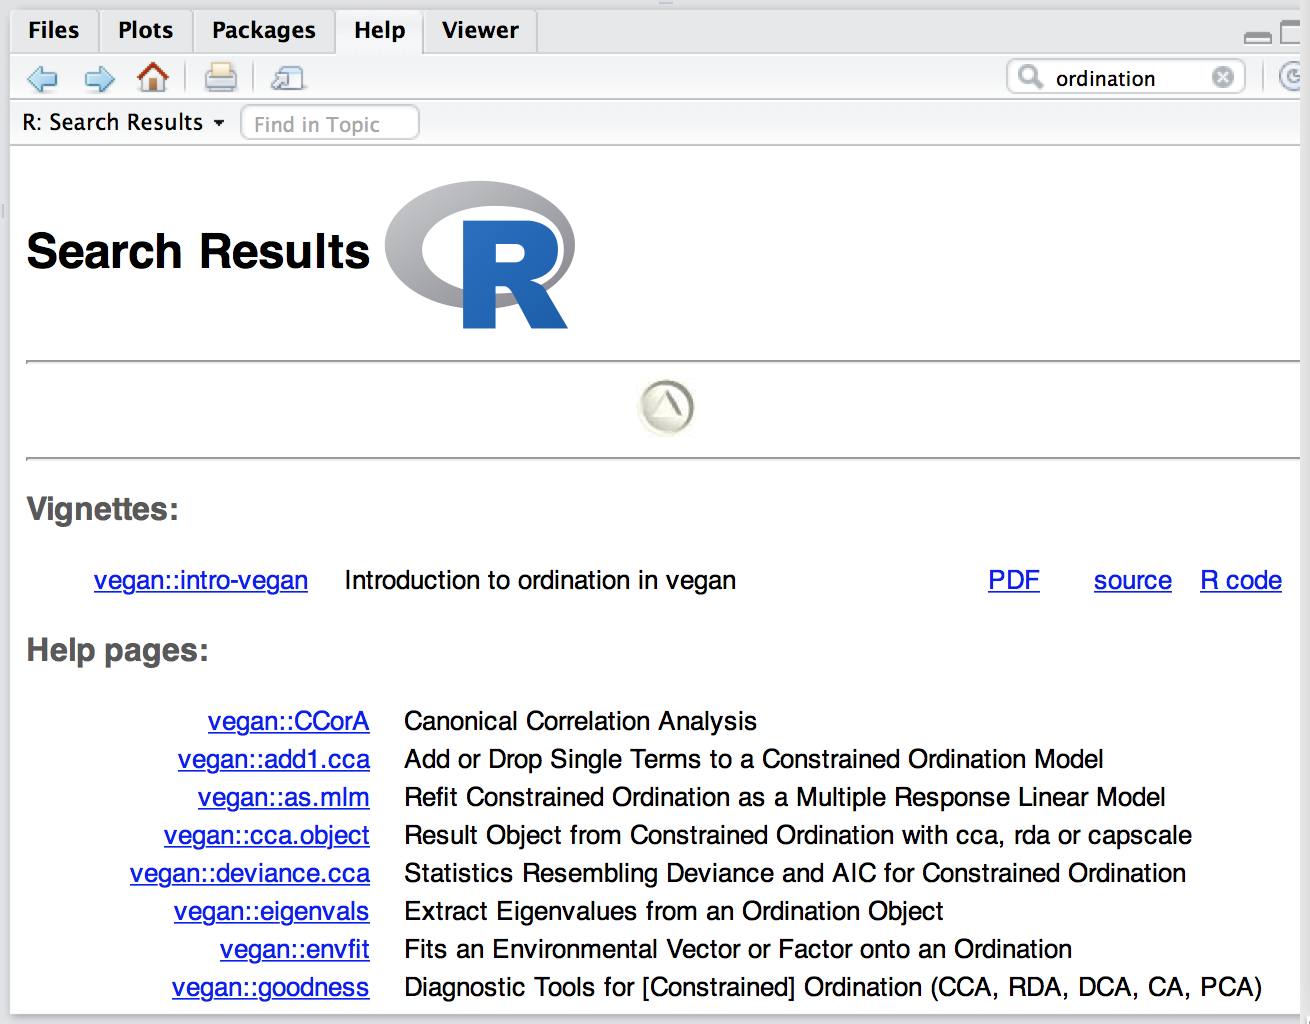 Files Plots Packages Help Viewer
ordination
R: Search Results Find in Topic
Search Results R
Vignettes:
vegan::intro-vegan Introduction to ordination in vegan PDF source R code
Help pages:
vegan::CCorA Canonical Correlation Analysis
vegan::add1.cca Add or Drop Single Terms to a Constrained Ordination Model
vegan::as.mlm Refit Constrained Ordination as a Multiple Response Linear Model
vegan::cca.object Result Object from Constrained Ordination with cca, rda or capscale
vegan::deviance.cca Statistics Resembling Deviance and AIC for Constrained Ordination
vegan::eigenvals Extract Eigenvalues from an Ordination Object
vegan::envfit Fits an Environmental Vector or Factor onto an Ordination
vegan::goodness Diagnostic Tools for [Constrained] Ordination (CCA, RDA, DCA, CA, PCA)